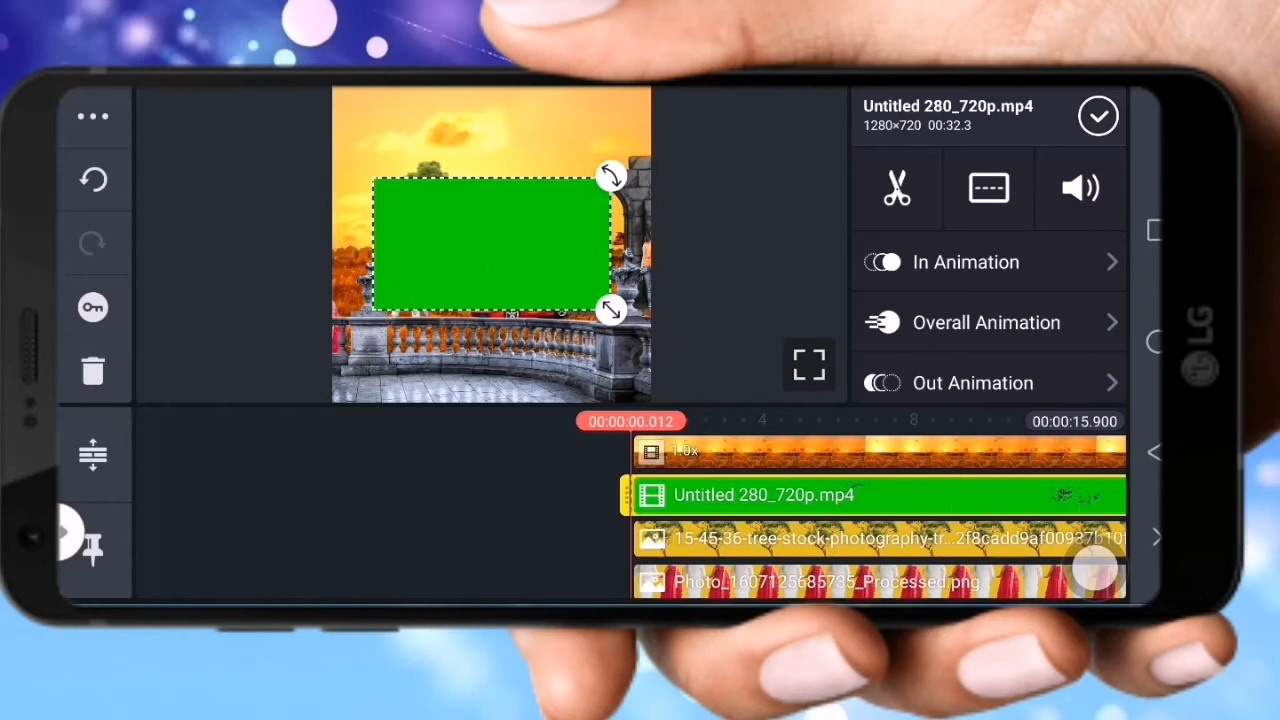 Untitled 280_720p.mp4
1280×720 00:32.3
In Animation
Overall Animation
Out Animation
00:00:00.012
4
8
00:00:15.900
1.0x
Untitled 280_720p.mp4
15-45-36-tree-stock-photography-tr...2f8cadd9af00937b10
Photo_1607125685735_Processed.png
LG